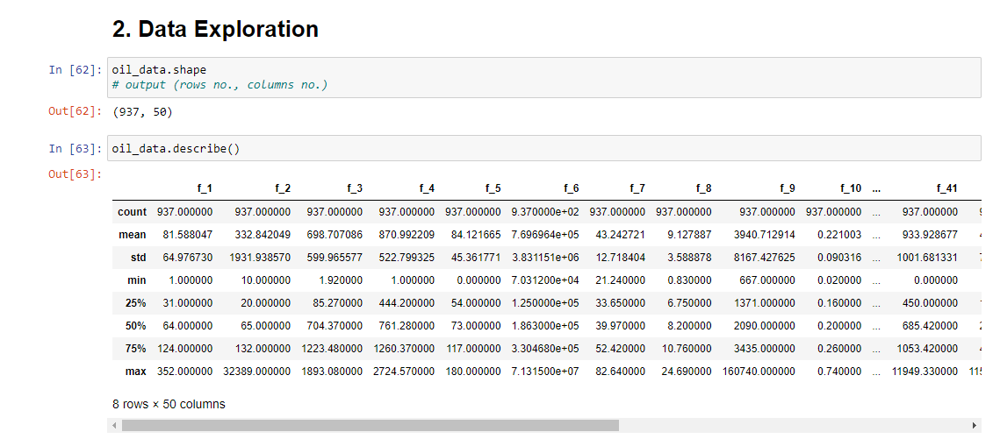 2. Data Exploration
In [62]: oil_data.shape
# output (rows no., columns no.)
Out[62]: (937, 50)
In [63]: oil_data.describe()
Out[63]:
f_1 f_2 f_3 f_4 f_5 f_6 f_7 f_8 f_9 f_10 ... f_41
count 937.000000 937.000000 937.000000 937.000000 937.000000 9.370000e+02 937.000000 937.000000 937.000000 937.000000 ... 937.000000
mean 81.588047 332.842049 698.707086 870.992209 84.121665 7.696964e+05 43.242721 9.127887 3940.712914 0.221003 ... 933.928677
std 64.976730 1931.938570 599.965577 522.799325 45.361771 3.831151e+06 12.718404 3.588878 8167.427625 0.090316 ... 1001.681331
min 1.000000 10.000000 1.920000 1.000000 0.000000 7.031200e+04 21.240000 0.830000 667.000000 0.020000 ... 0.000000
25% 31.000000 20.000000 85.270000 444.200000 54.000000 1.250000e+05 33.650000 6.750000 1371.000000 0.160000 ... 450.000000
50% 64.000000 65.000000 704.370000 761.280000 73.000000 1.863000e+05 39.970000 8.200000 2090.000000 0.200000 ... 685.420000
75% 124.000000 132.000000 1223.480000 1260.370000 117.000000 3.304680e+05 52.420000 10.760000 3435.000000 0.260000 ... 1053.420000
max 352.000000 32389.000000 1893.080000 2724.570000 180.000000 7.131500e+07 82.640000 24.690000 160740.000000 0.740000 ... 11949.330000
8 rows × 50 columns